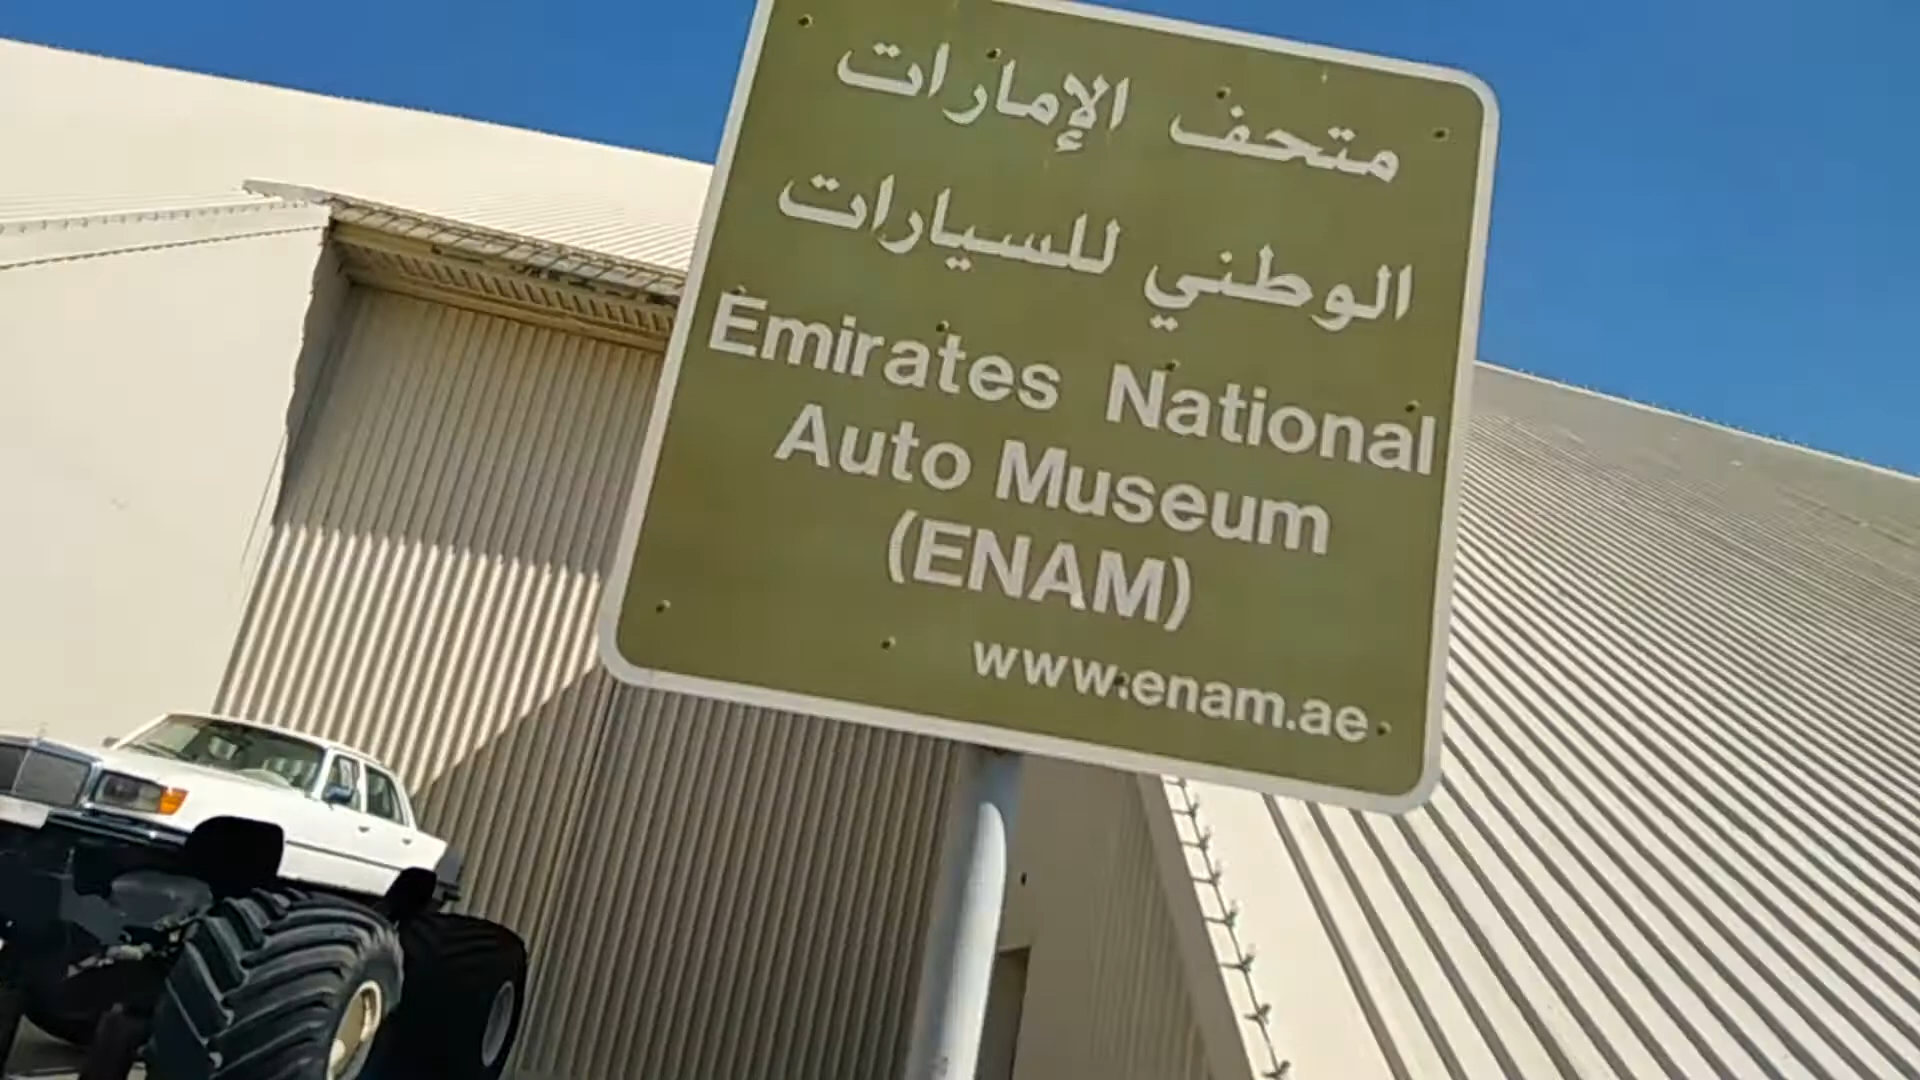 متحف الإمارات
الوطني للسيارات
Emirates National
Auto Museum
(ENAM)
www.enam.ae